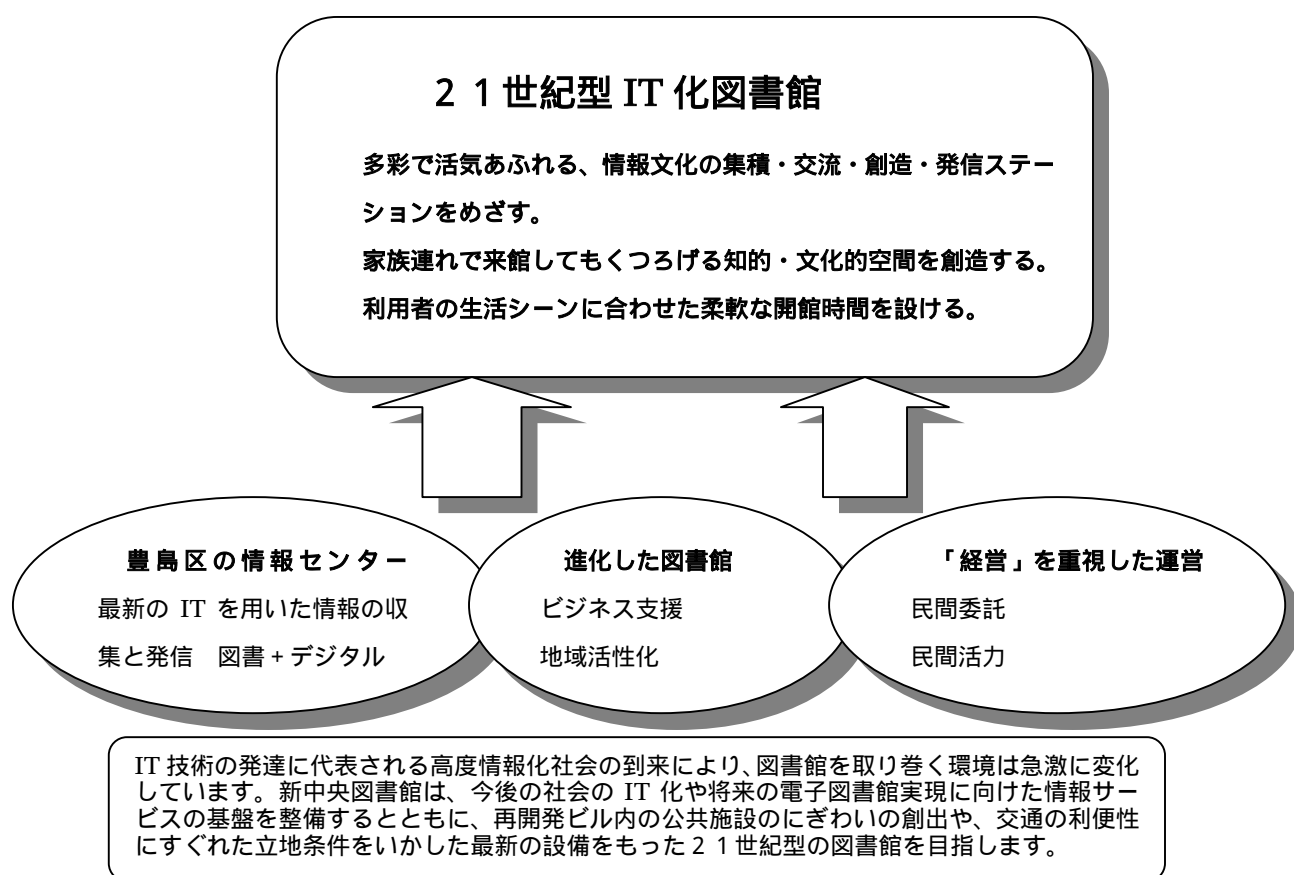 ２１世紀型 IT 化図書館
多彩で活気あふれる、情報文化の集積・交流・創造・発信ステー
ションをめざす。
家族連れで来館してもくつろげる知的・文化的空間を創造する。
利用者の生活シーンに合わせた柔軟な開館時間を設ける。
豊島区の情報センター
最新の IT を用いた情報の収
集と発信　図書+デジタル
進化した図書館
ビジネス支援
地域活性化
「経営」を重視した運営
民間委託
民間活力
IT 技術の発達に代表される高度情報化社会の到来により、図書館を取り巻く環境は急激に変化
しています。新中央図書館は、今後の社会の IT 化や将来の電子図書館実現に向けた情報サー
ビスの基盤を整備するとともに、再開発ビル内の公共施設のにぎわいの創出や、交通の利便性
にすぐれた立地条件をいかした最新の設備をもった２１世紀型の図書館を目指します。